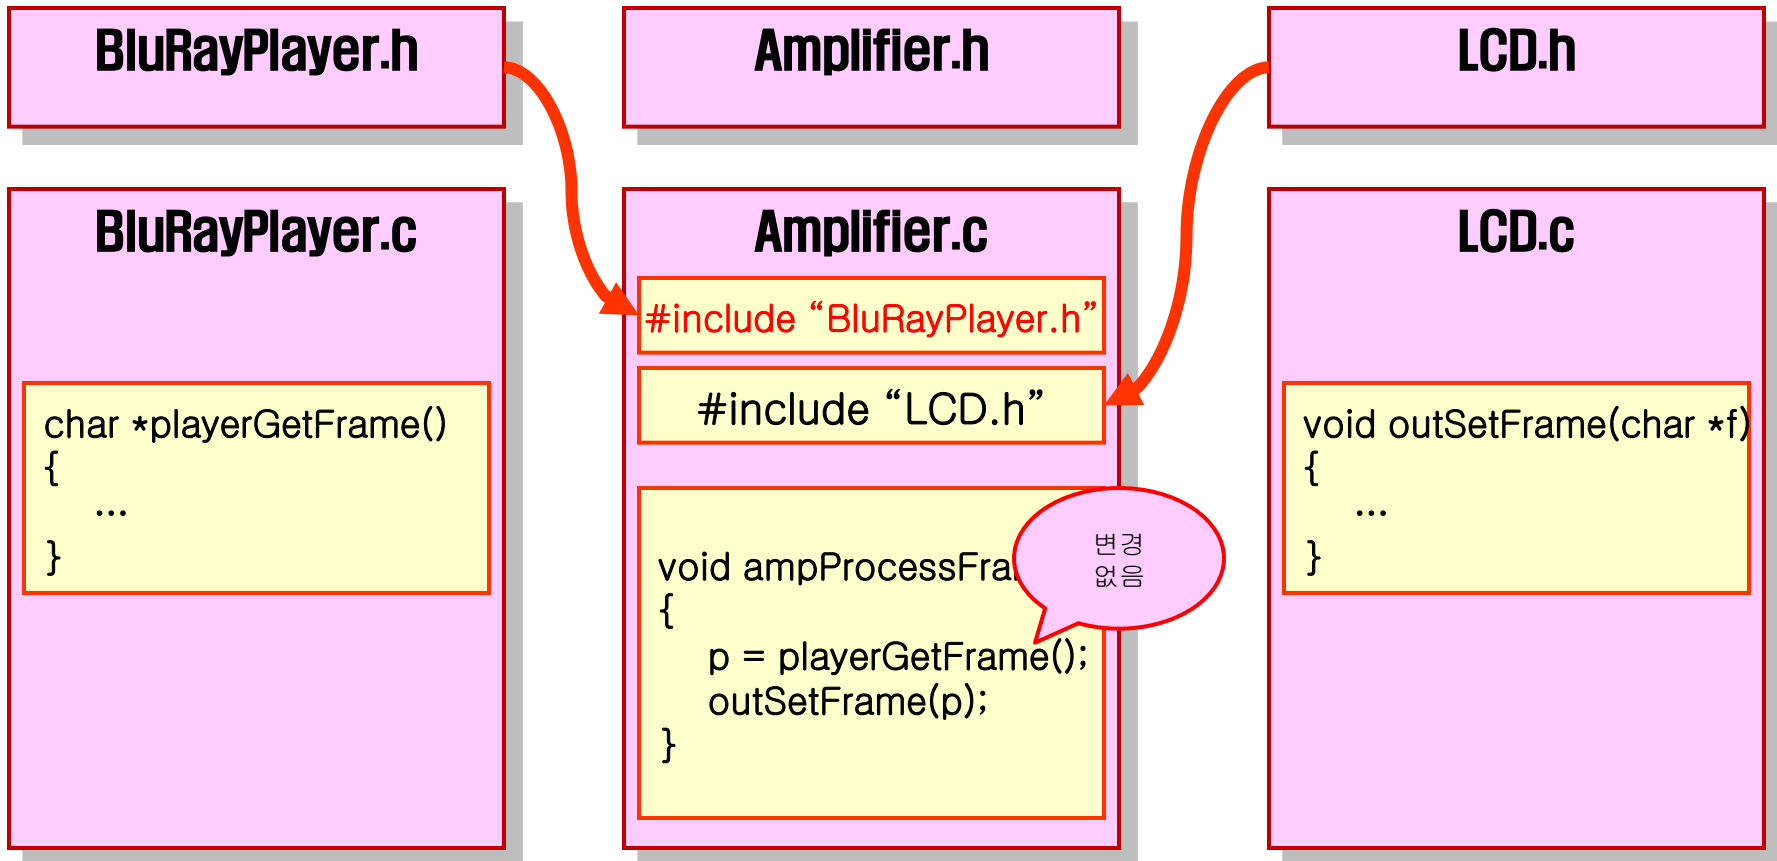 BluRayPlayer.h
Amplifier.h
LCD.h
BluRayPlayer.c
char *playerGetFrame()
{
...
}
Amplifier.c
#include “BluRayPlayer.h”
#include “LCD.h”
void ampProcessFra
{
p = playerGetFrame();
outSetFrame(p);
}
변경
없음
LCD.c
void outSetFrame(char *f)
{
...
}